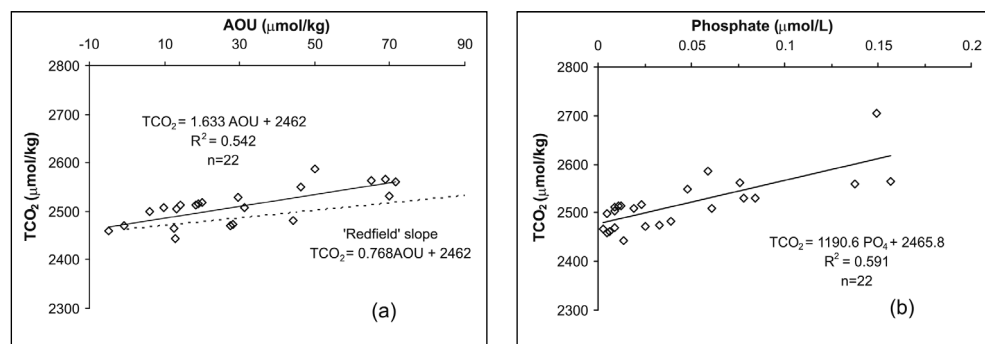 AOU (μmol/kg)
-10 10 30 50 70 90
2800
2700
2600
2500
2400
2300
TCO₂ (μmol/kg)
TCO₂ = 1.633 AOU + 2462
R² = 0.542
n=22
'Redfield' slope
TCO₂ = 0.768AOU + 2462
(a)
Phosphate (μmol/L)
0 0.05 0.1 0.15 0.2
2800
2700
2600
2500
2400
2300
TCO₂ (μmol/kg)
TCO₂ = 1190.6 PO₄ + 2465.8
R² = 0.591
n=22
(b)